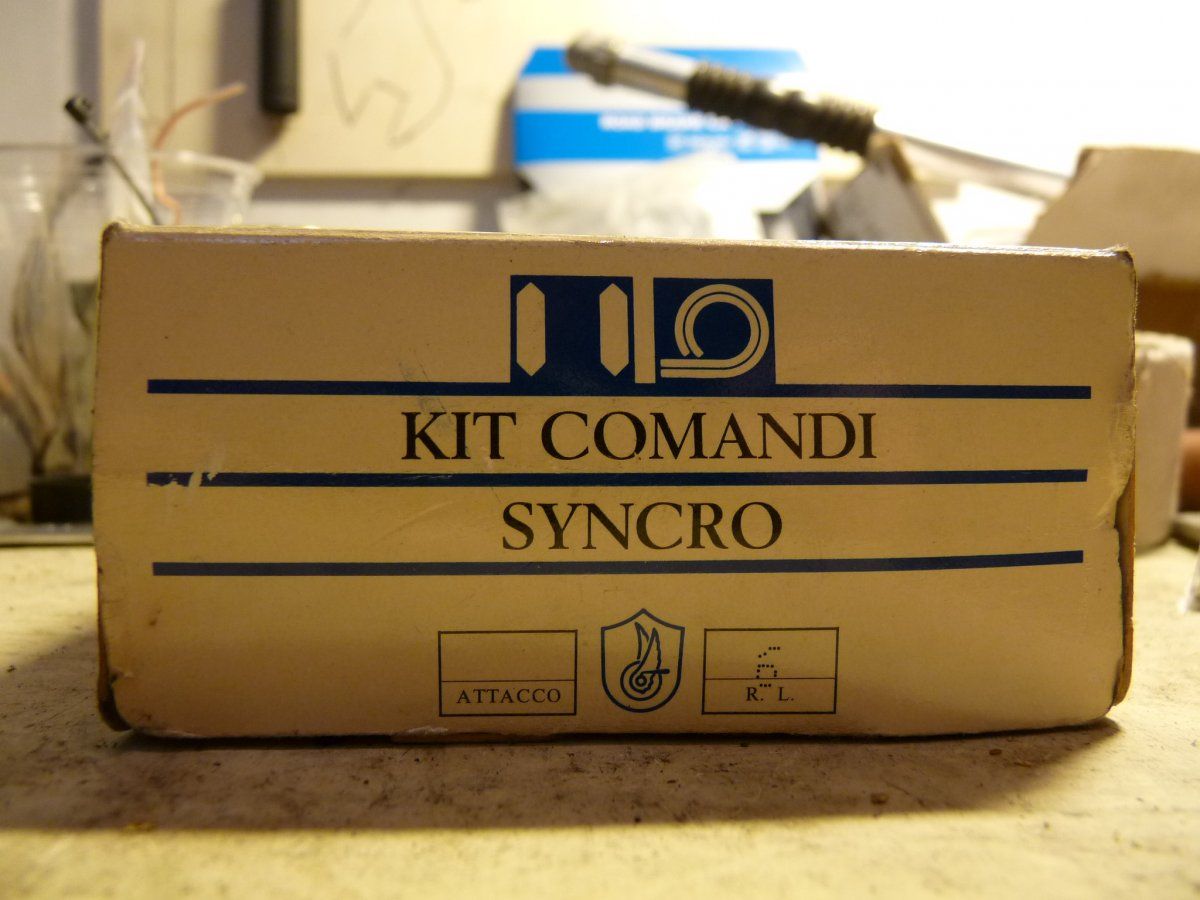 KIT COMANDI
SYNCRO
ATTACCO
6
R. L.